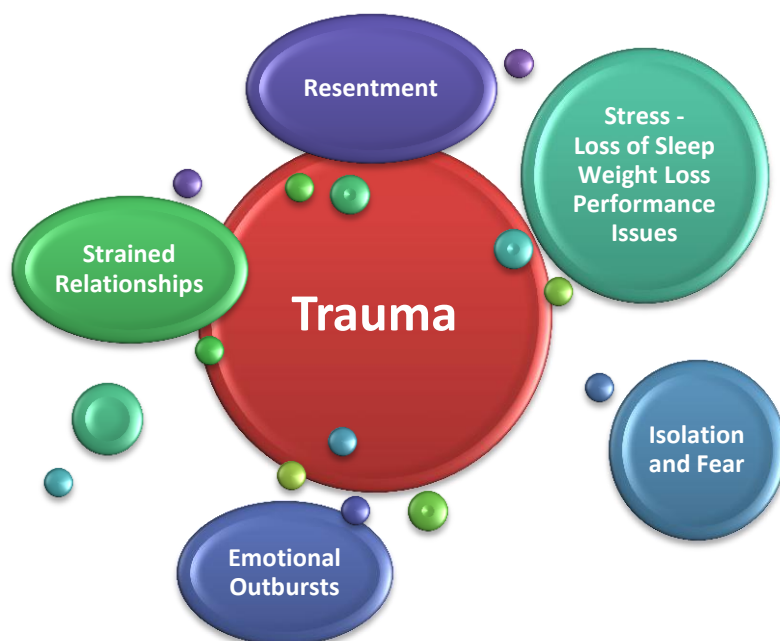 Resentment
Stress -
Loss of Sleep
Weight Loss
Performance
Issues
Strained
Relationships
Trauma
Isolation
and Fear
Emotional
Outbursts